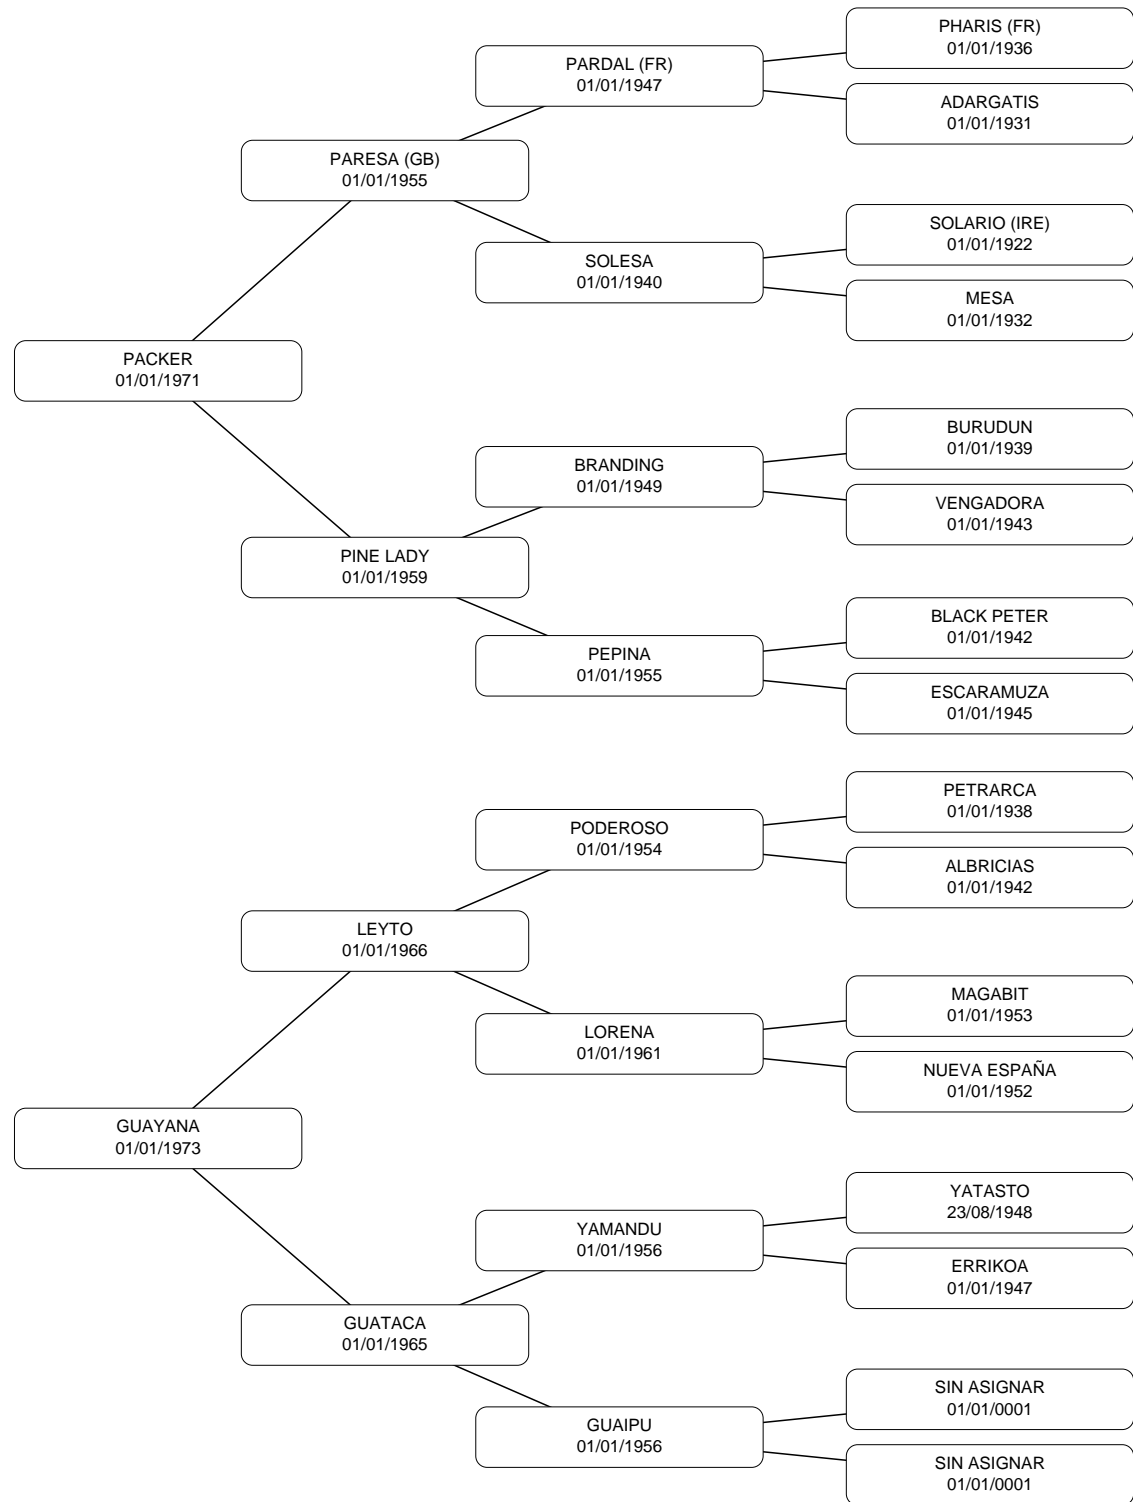 PHARIS (FR)
01/01/1936
PARDAL (FR)
01/01/1947
ADARGATIS
01/01/1931
PARESA (GB)
01/01/1955
SOLARIO (IRE)
01/01/1922
SOLESA
01/01/1940
MESA
01/01/1932
PACKER
01/01/1971
BURUDUN
01/01/1939
BRANDING
01/01/1949
VENGADORA
01/01/1943
PINE LADY
01/01/1959
BLACK PETER
01/01/1942
PEPINA
01/01/1955
ESCARAMUZA
01/01/1945
PETRARCA
01/01/1938
PODEROSO
01/01/1954
ALBRICIAS
01/01/1942
LEYTO
01/01/1966
MAGABIT
01/01/1953
LORENA
01/01/1961
NUEVA ESPAÑA
01/01/1952
GUAYANA
01/01/1973
YATASTO
23/08/1948
YAMANDU
01/01/1956
ERRIKOA
01/01/1947
GUATACA
01/01/1965
SIN ASIGNAR
01/01/0001
GUAIPU
01/01/1956
SIN ASIGNAR
01/01/0001